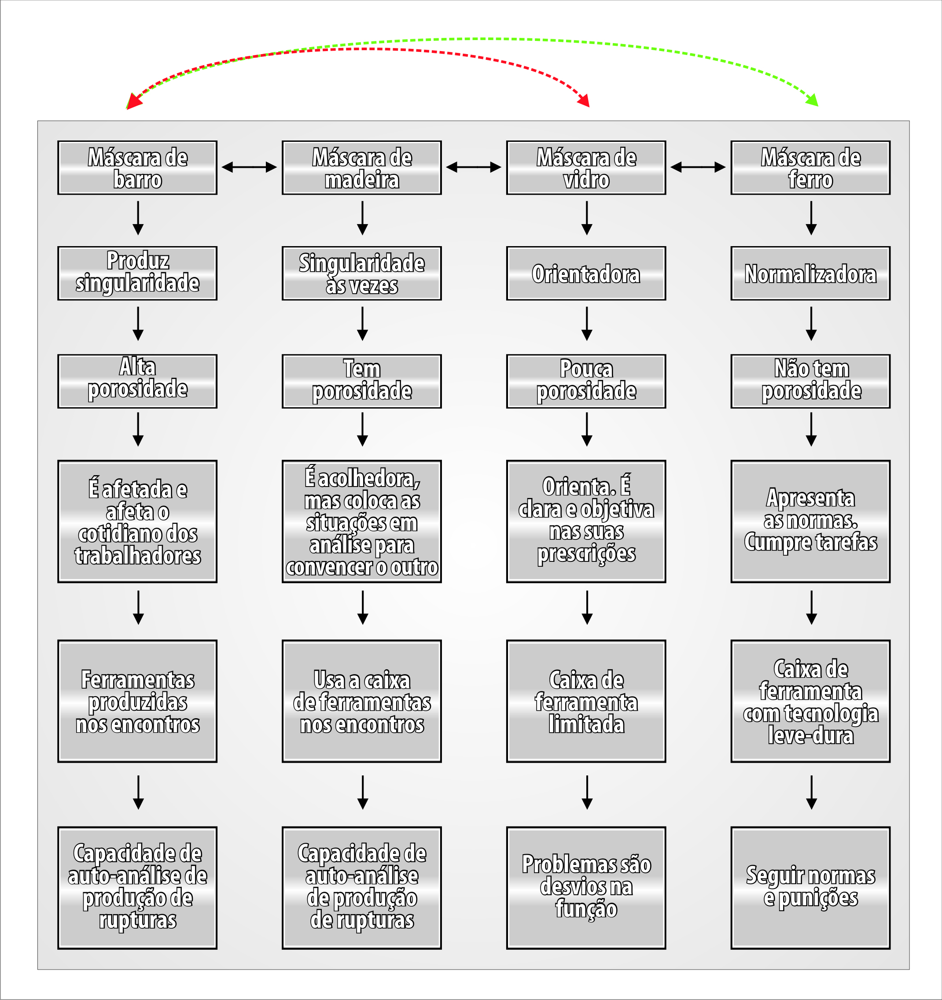 Máscara de
barro
Máscara de
madeira
Máscara de
vidro
Máscara de
ferro
Produz
singularidade
Singularidade
às vezes
Orientadora
Normalizadora
Alta
porosidade
Tem
porosidade
Pouca
porosidade
Não tem
porosidade
É afetada e
afeta o
cotidiano dos
trabalhadores
É acolhedora,
mas coloca as
situações em
análise para
convencer o outro
Orienta. É
clara e objetiva
nas suas
prescrições
Apresenta
as normas.
Cumpre tarefas
Ferramentas
produzidas
nos encontros
Usa a caixa
de ferramentas
nos encontros
Caixa de
ferramenta
limitada
Caixa de
ferramenta
com tecnologia
leve-dura
Capacidade de
auto-análise de
produção de
rupturas
Capacidade de
auto-análise
de produção
de rupturas
Problemas são
desvios na
função
Seguir normas
e punições